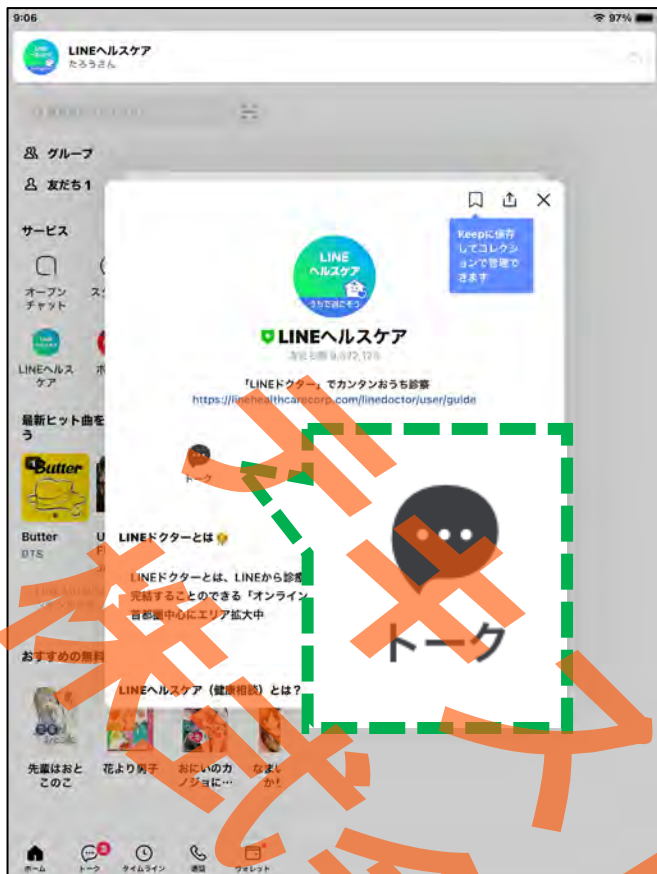 9:06
97%
LINEヘルスケア
たろうさん
グループ
友だち 1
サービス
オープン
チャット
LINEヘルス
ケア
最新ヒット曲を
う
Butter
Butter
BTS
おすすめの無料
先輩はおと
このこ
花より男子
おにいのカ
ノジョに…
Keepに保存
してコレクシ
ョンで管理で
きます
LINE
ヘルスケア
うちで過ごそう
LINEヘルスケア
「LINEドクター」でカンタンおうち診察
https://linehealthcarecorp.com/linedoctor/user/guide
トーク
トーク
LINEドクターとは
LINEドクターとは、LINEから診療
完結することのできる「オンライン
首都圏中心にエリア拡大中
LINEヘルスケア（健康相談）とは？
ホーム
トーク
3
タイムライン
通話
ウォレット